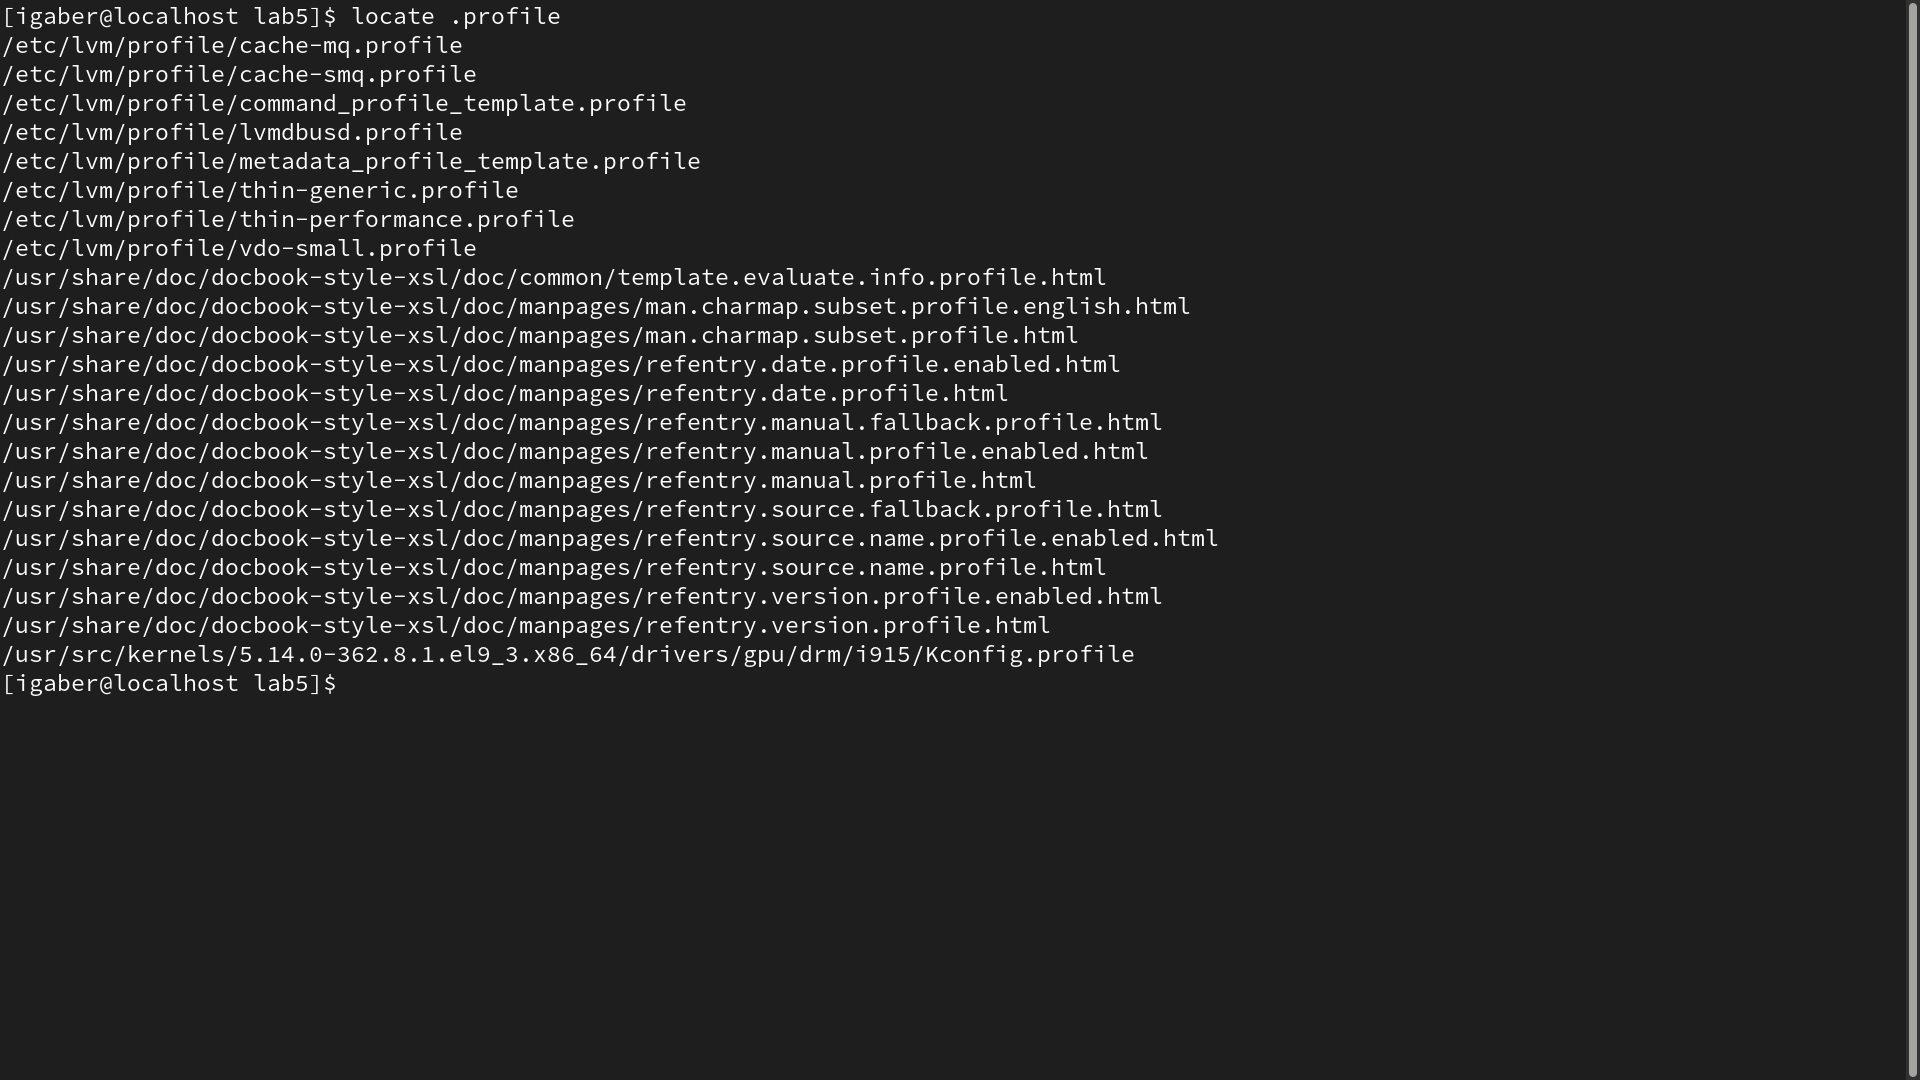 [igaber@localhost lab5]$ locate .profile
/etc/lvm/profile/cache-mq.profile
/etc/lvm/profile/cache-smq.profile
/etc/lvm/profile/command_profile_template.profile
/etc/lvm/profile/lvmdbusd.profile
/etc/lvm/profile/metadata_profile_template.profile
/etc/lvm/profile/thin-generic.profile
/etc/lvm/profile/thin-performance.profile
/etc/lvm/profile/vdo-small.profile
/usr/share/doc/docbook-style-xsl/doc/common/template.evaluate.info.profile.html
/usr/share/doc/docbook-style-xsl/doc/manpages/man.charmap.subset.profile.english.html
/usr/share/doc/docbook-style-xsl/doc/manpages/man.charmap.subset.profile.html
/usr/share/doc/docbook-style-xsl/doc/manpages/refentry.date.profile.enabled.html
/usr/share/doc/docbook-style-xsl/doc/manpages/refentry.date.profile.html
/usr/share/doc/docbook-style-xsl/doc/manpages/refentry.manual.fallback.profile.html
/usr/share/doc/docbook-style-xsl/doc/manpages/refentry.manual.profile.enabled.html
/usr/share/doc/docbook-style-xsl/doc/manpages/refentry.manual.profile.html
/usr/share/doc/docbook-style-xsl/doc/manpages/refentry.source.fallback.profile.html
/usr/share/doc/docbook-style-xsl/doc/manpages/refentry.source.name.profile.enabled.html
/usr/share/doc/docbook-style-xsl/doc/manpages/refentry.source.name.profile.html
/usr/share/doc/docbook-style-xsl/doc/manpages/refentry.version.profile.enabled.html
/usr/share/doc/docbook-style-xsl/doc/manpages/refentry.version.profile.html
/usr/src/kernels/5.14.0-362.8.1.el9_3.x86_64/drivers/gpu/drm/i915/Kconfig.profile
[igaber@localhost lab5]$